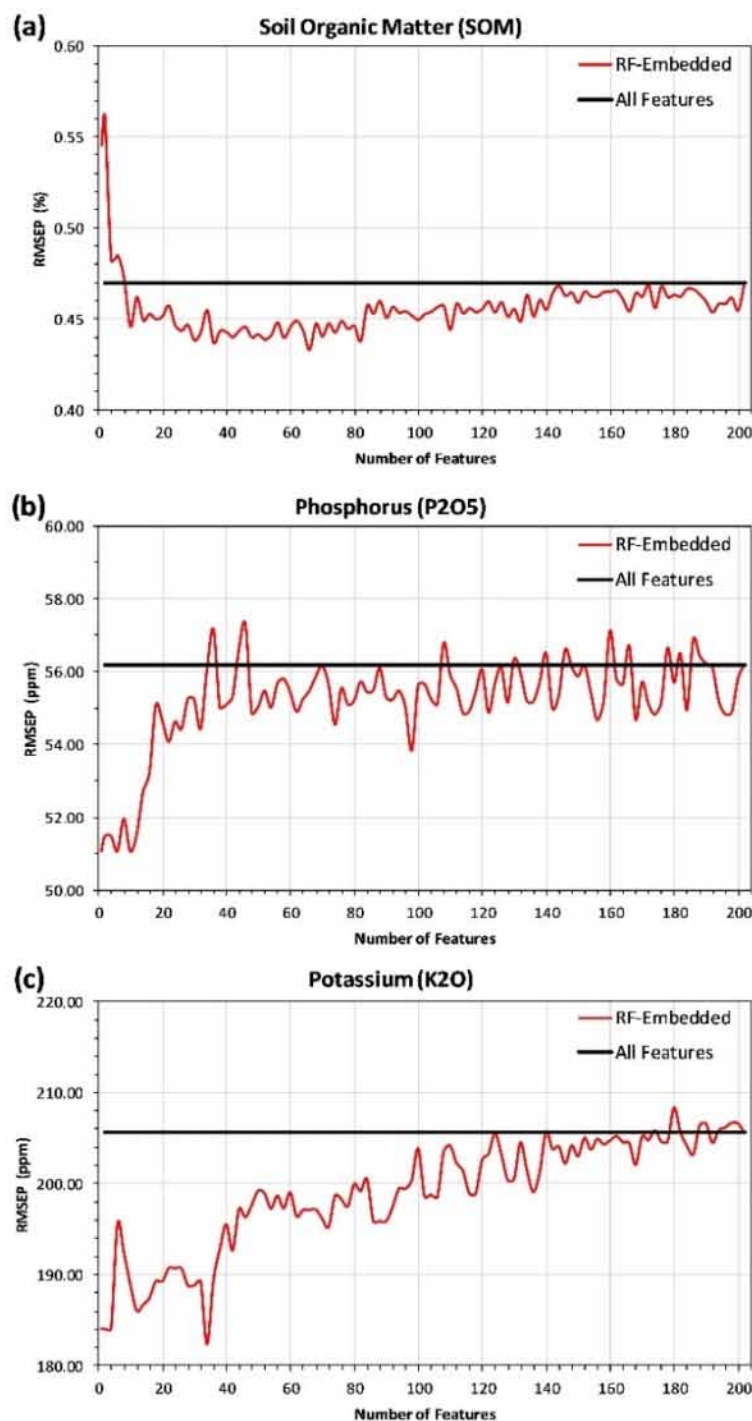 (a)
Soil Organic Matter (SOM)
0.60
0.55
0.50
0.45
0.40
RMSEP (%)
RF-Embedded
All Features
0 20 40 60 80 100 120 140 160 180 200
Number of Features
(b)
Phosphorus (P2O5)
60.00
58.00
56.00
54.00
52.00
50.00
RMSEP (ppm)
RF-Embedded
All Features
0 20 40 60 80 100 120 140 160 180 200
Number of Features
(c)
Potassium (K2O)
220.00
210.00
200.00
190.00
180.00
RMSEP (ppm)
RF-Embedded
All Features
0 20 40 60 80 100 120 140 160 180 200
Number of Features